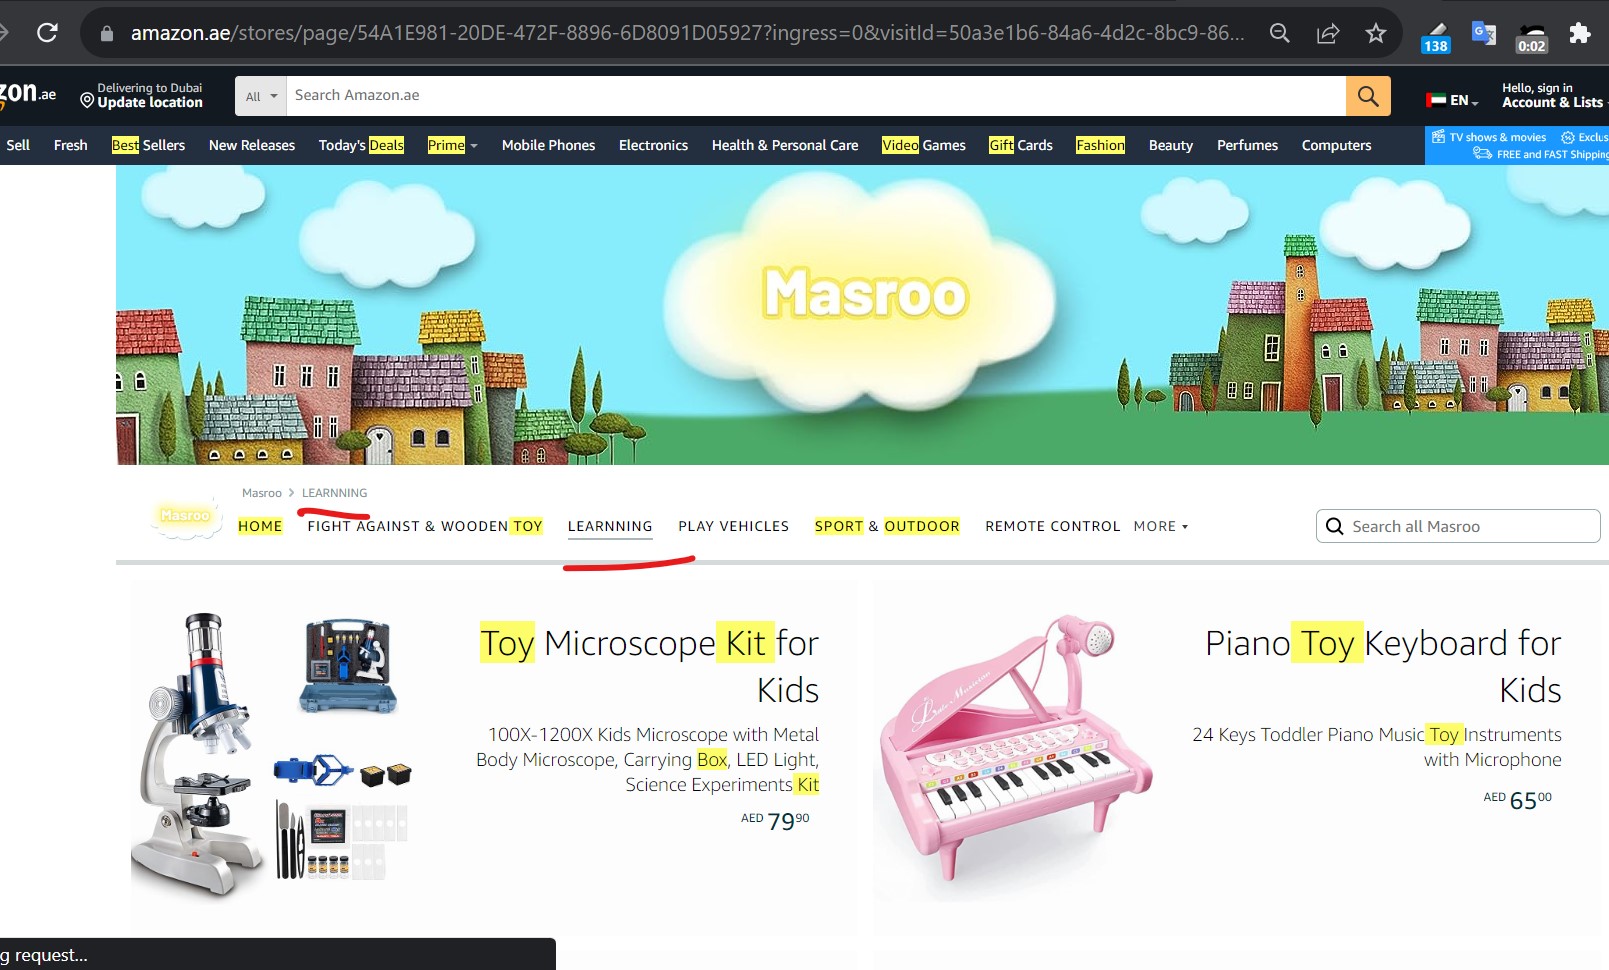 amazon.ae/stores/page/54A1E981-20DE-472F-8896-6D8091D05927?ingress=0&visitId=50a3e1b6-84a6-4d2c-8bc9-86...
138
0:02
zon.ae
Delivering to Dubai
Update location
All
Search Amazon.ae
EN
Hello, sign in
Account & Lists
Sell Fresh Best Sellers New Releases Today's Deals Prime Mobile Phones Electronics Health & Personal Care Video Games Gift Cards Fashion Beauty Perfumes Computers
TV shows & movies Exclus
FREE and FAST Shipping
Masroo
Masroo > LEARNNING
Masroo
HOME FIGHT AGAINST & WOODEN TOY LEARNNING PLAY VEHICLES SPORT & OUTDOOR REMOTE CONTROL MORE
Search all Masroo
Toy Microscope Kit for
Kids
100X-1200X Kids Microscope with Metal
Body Microscope, Carrying Box, LED Light,
Science Experiments Kit
AED 79 90
Piano Toy Keyboard for
Kids
24 Keys Toddler Piano Music Toy Instruments
with Microphone
AED 65 00
g request...